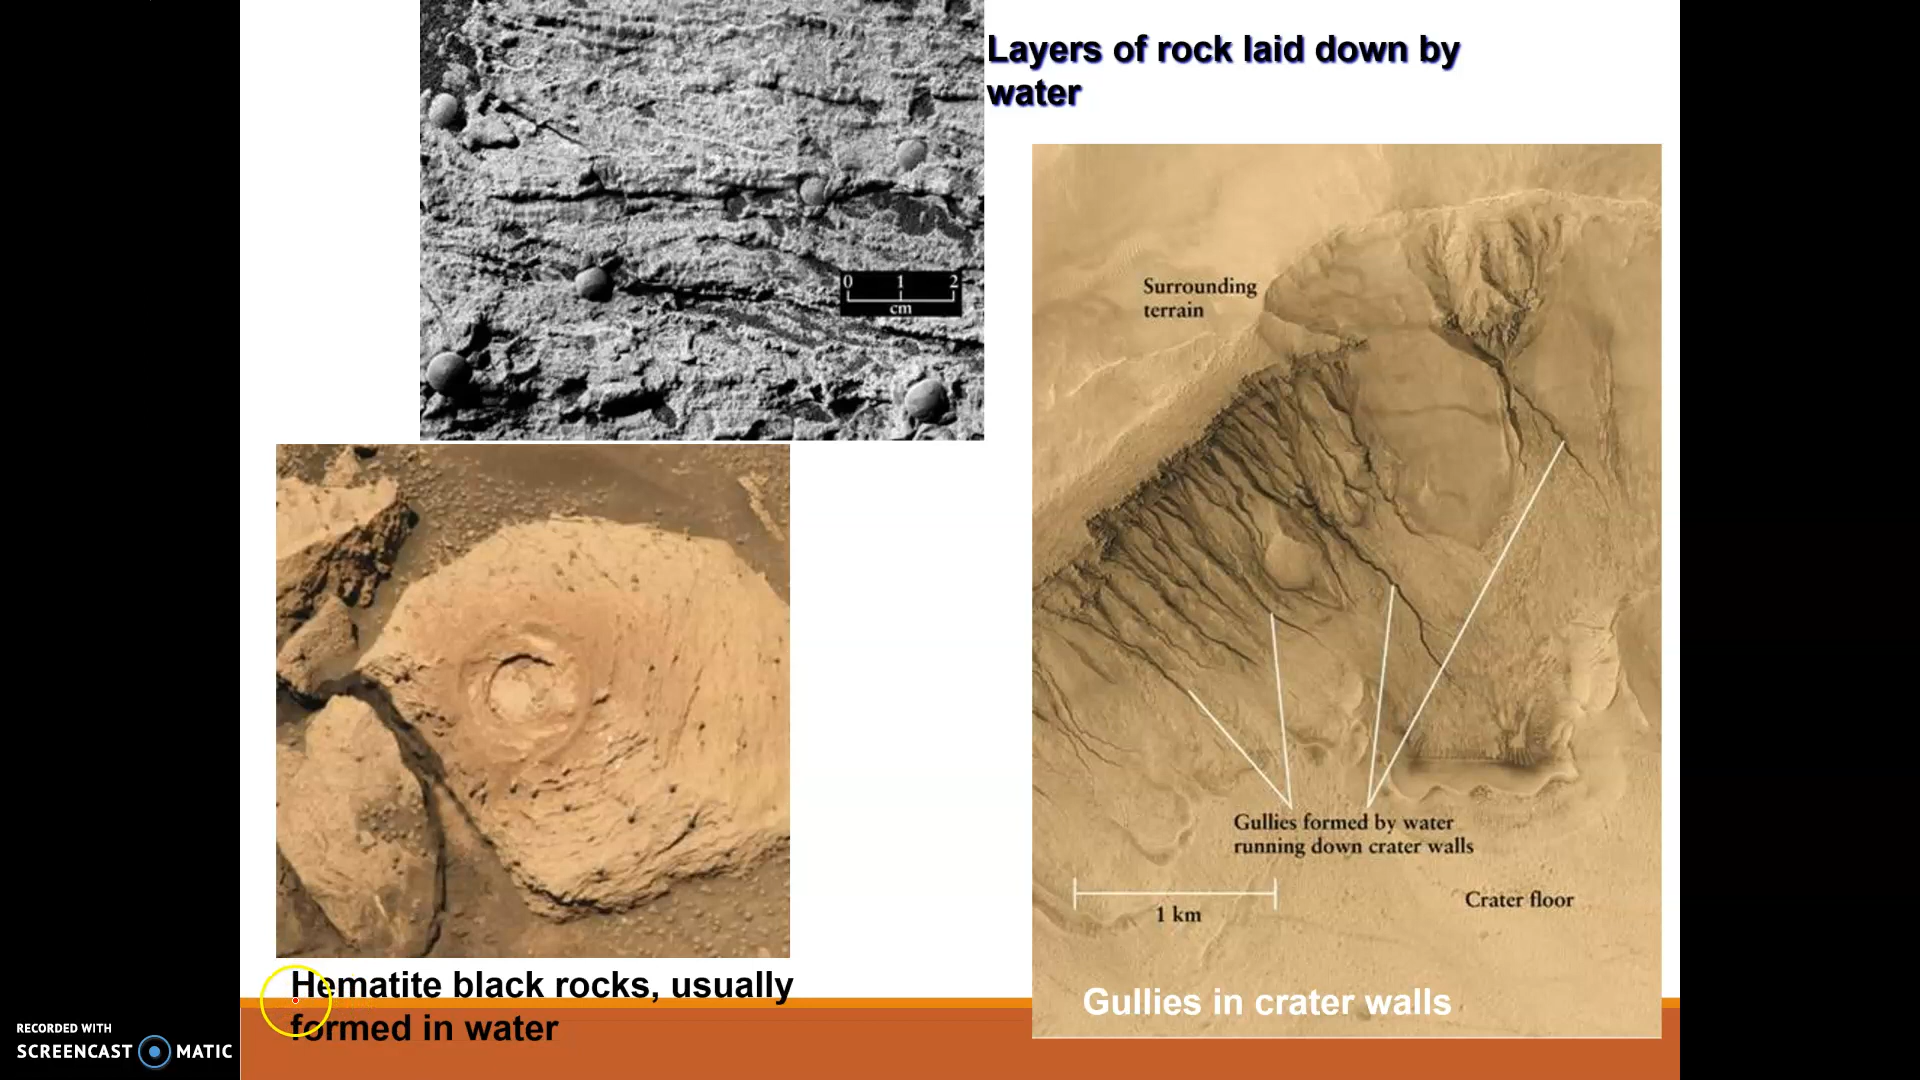 Layers of rock laid down by
water
0 1 2
cm
Surrounding
terrain
Gullies formed by water
running down crater walls
1 km
Crater floor
Gullies in crater walls
Hematite black rocks, usually
formed in water
RECORDED WITH
SCREENCAST MATIC